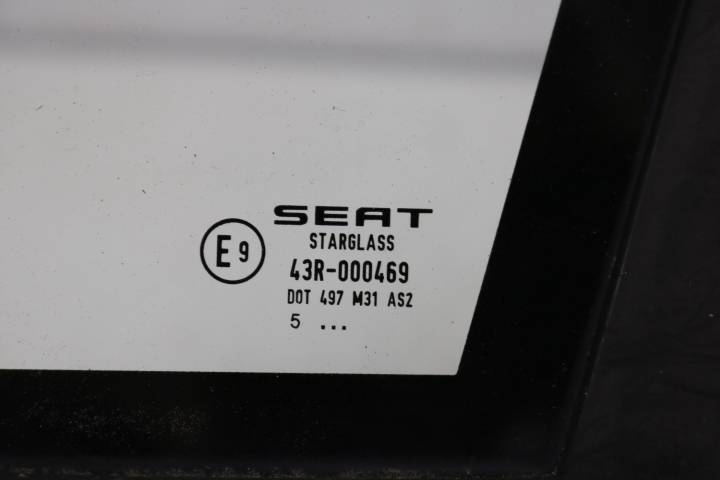 SEAT
STARGLASS
E9
43R-000469
DOT 497 M31 AS2
5 ...